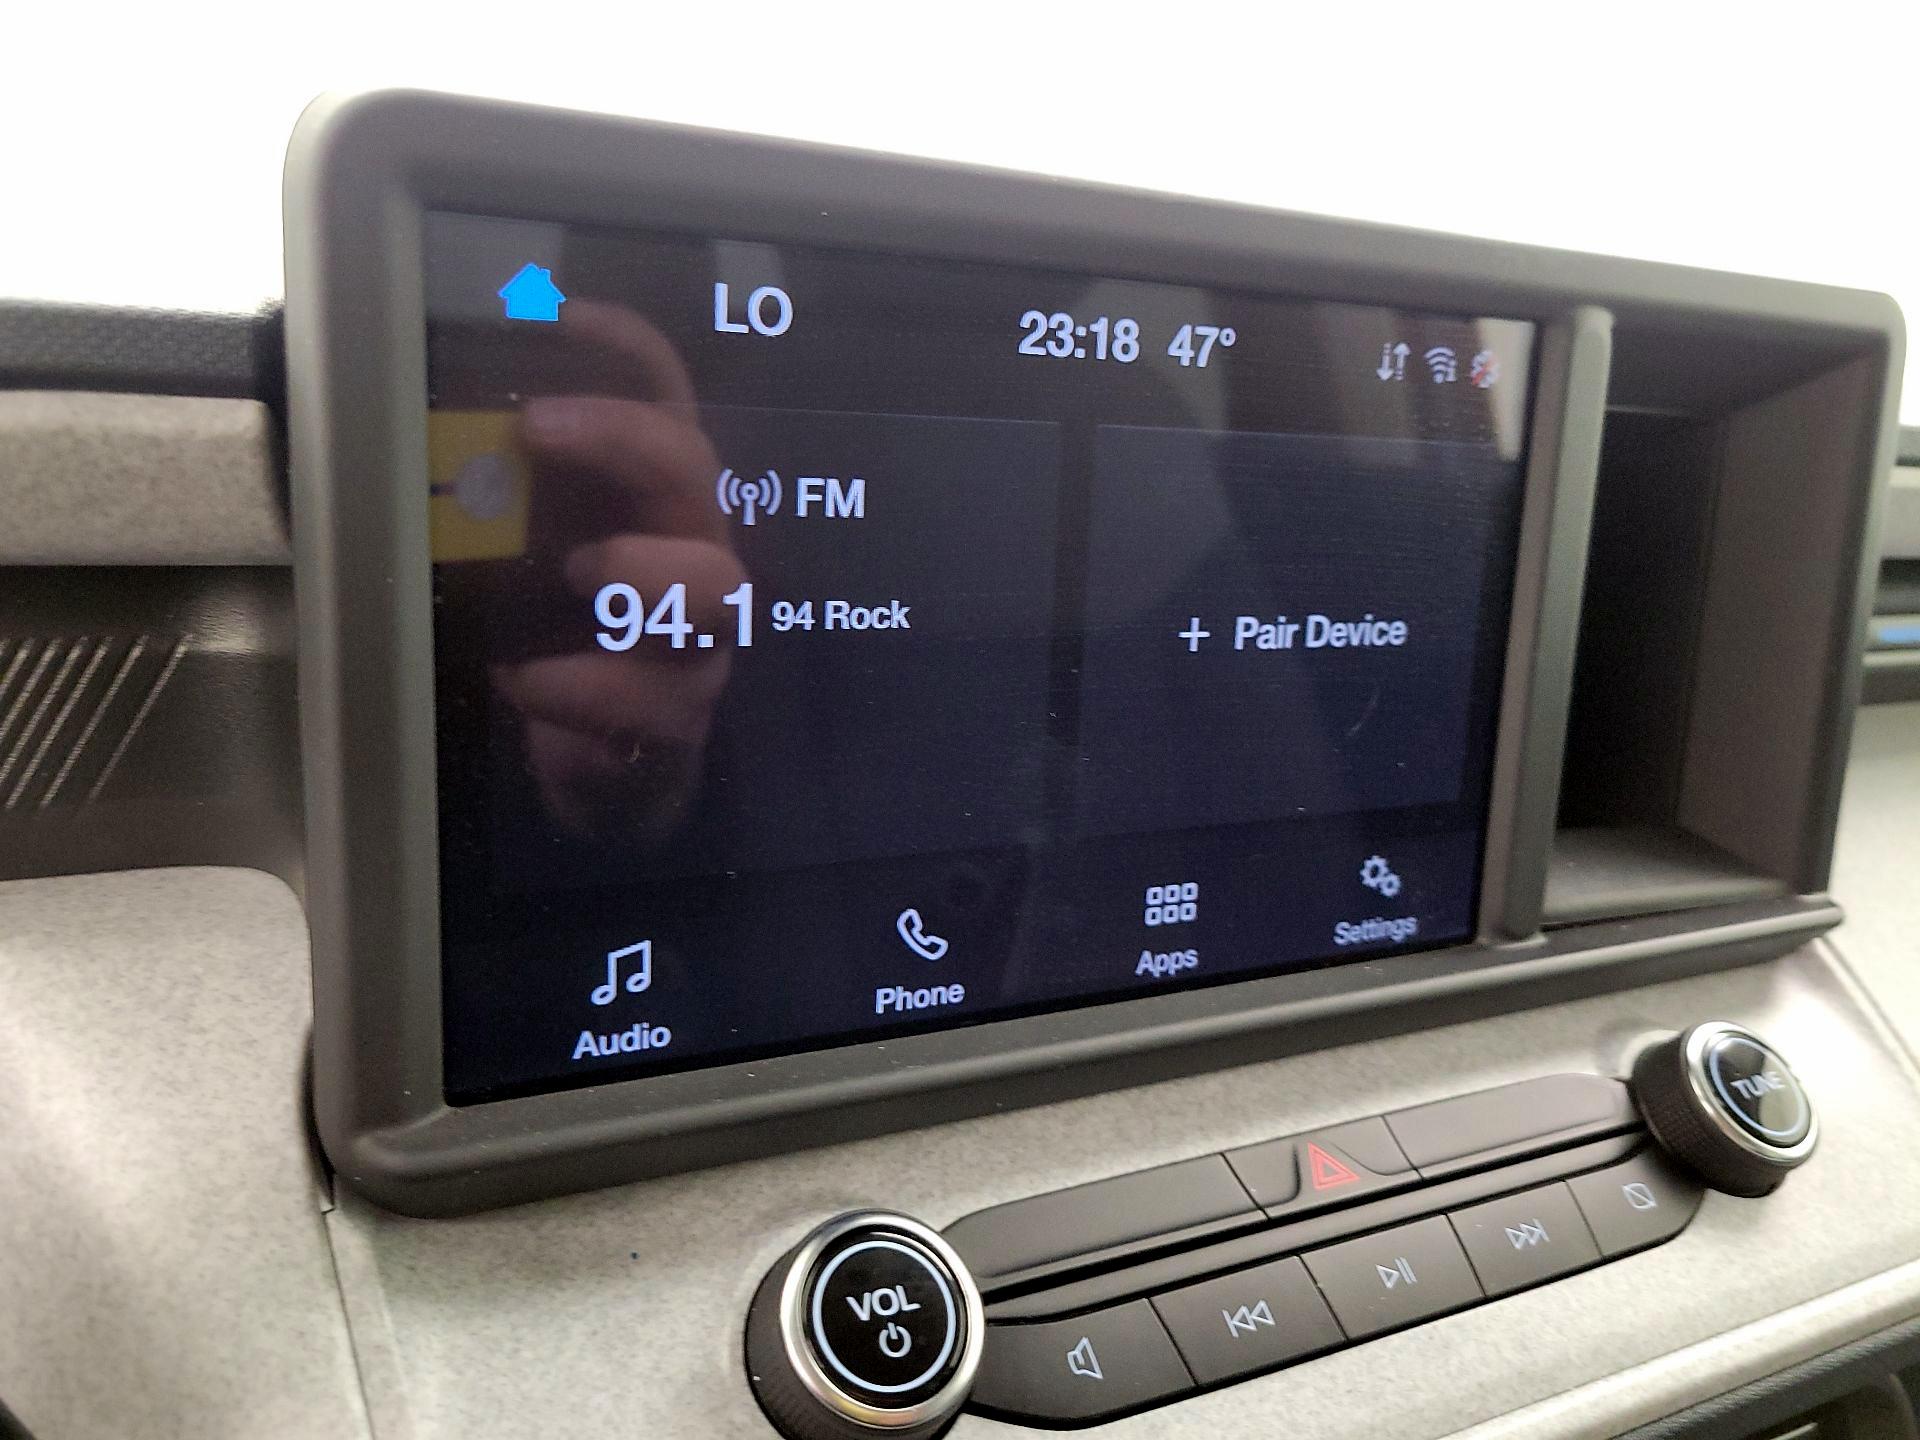 LO
23:18 47°
FM
94.1 94 Rock
+ Pair Device
Audio
Phone
Apps
Settings
TUNE
VOL